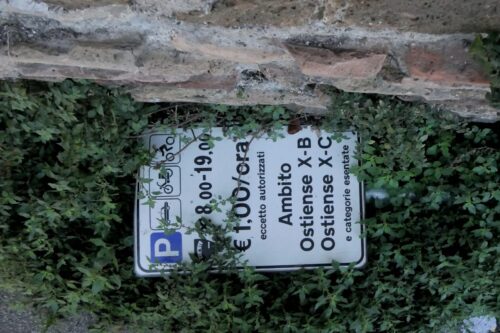 P
8.00-19.00
€ 1,00/ora
eccetto autorizzati
Ambito
Ostiense X-B
Ostiense X-C
e categorie esentate